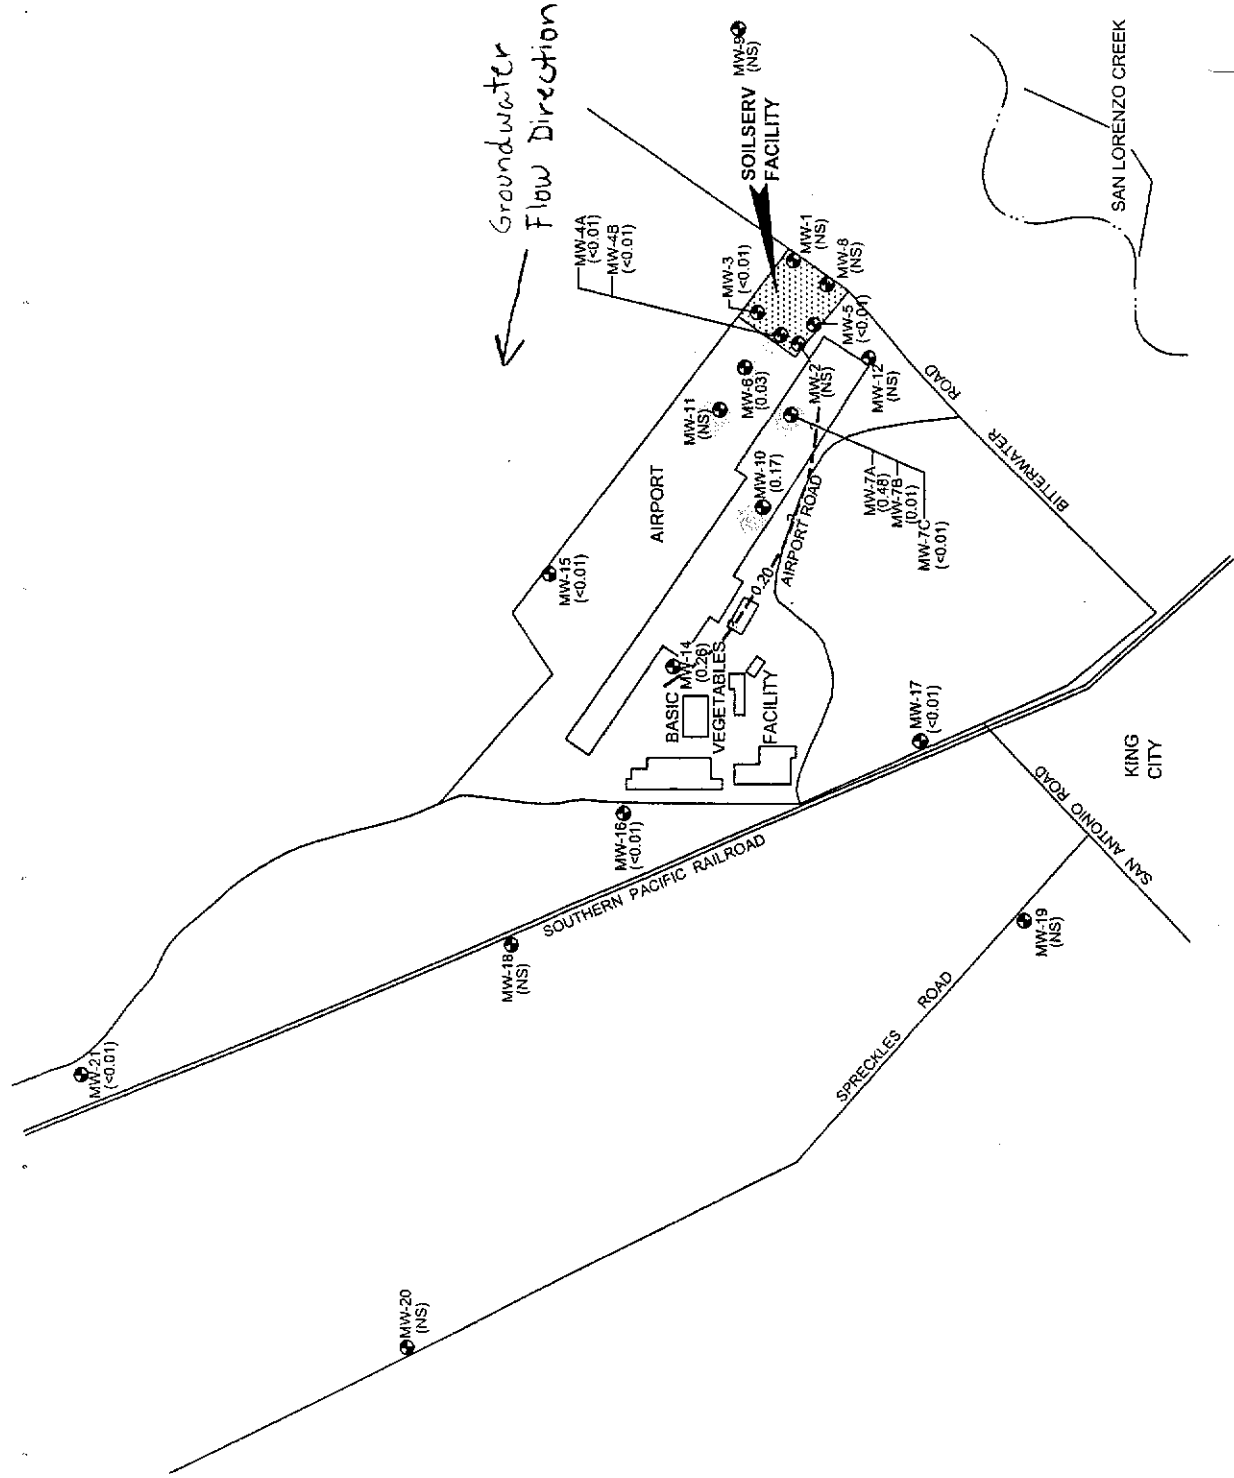 Groundwater
Flow Direction
MW-9
(NS)
SOILSERV
FACILITY
SAN LORENZO CREEK
MW-4A
(<0.01)
MW-4B
(<0.01)
MW-3
(<0.01)
MW-1
(NS)
MW-8
(NS)
MW-5
(<0.01)
MW-2
(NS)
MW-12
(NS)
MW-6
(0.03)
MW-11
(NS)
AIRPORT
MW-10
(0.17)
MW-7A
(0.48)
MW-7B
(0.01)
MW-7C
(<0.01)
BITTERWATER ROAD
AIRPORT ROAD
0.20
?
MW-15
(<0.01)
MW-14
(0.26)
BASIC
VEGETABLES
FACILITY
MW-17
(<0.01)
KING
CITY
SAN ANTONIO ROAD
MW-16
(<0.01)
SOUTHERN PACIFIC RAILROAD
MW-18
(NS)
MW-19
(NS)
SPRECKLES ROAD
MW-21
(<0.01)
MW-20
(NS)